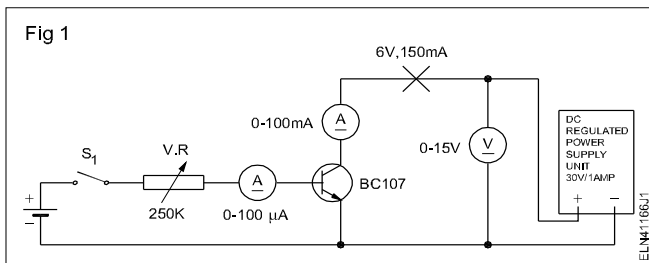 Fig 1
6V,150mA
0-100mA
A
S1
V.R
250K
A
0-100 µA
BC107
0-15V
V
DC
REGULATED
POWER
SUPPLY
UNIT
30V/1AMP
+
−
+
−
ELN41166J1